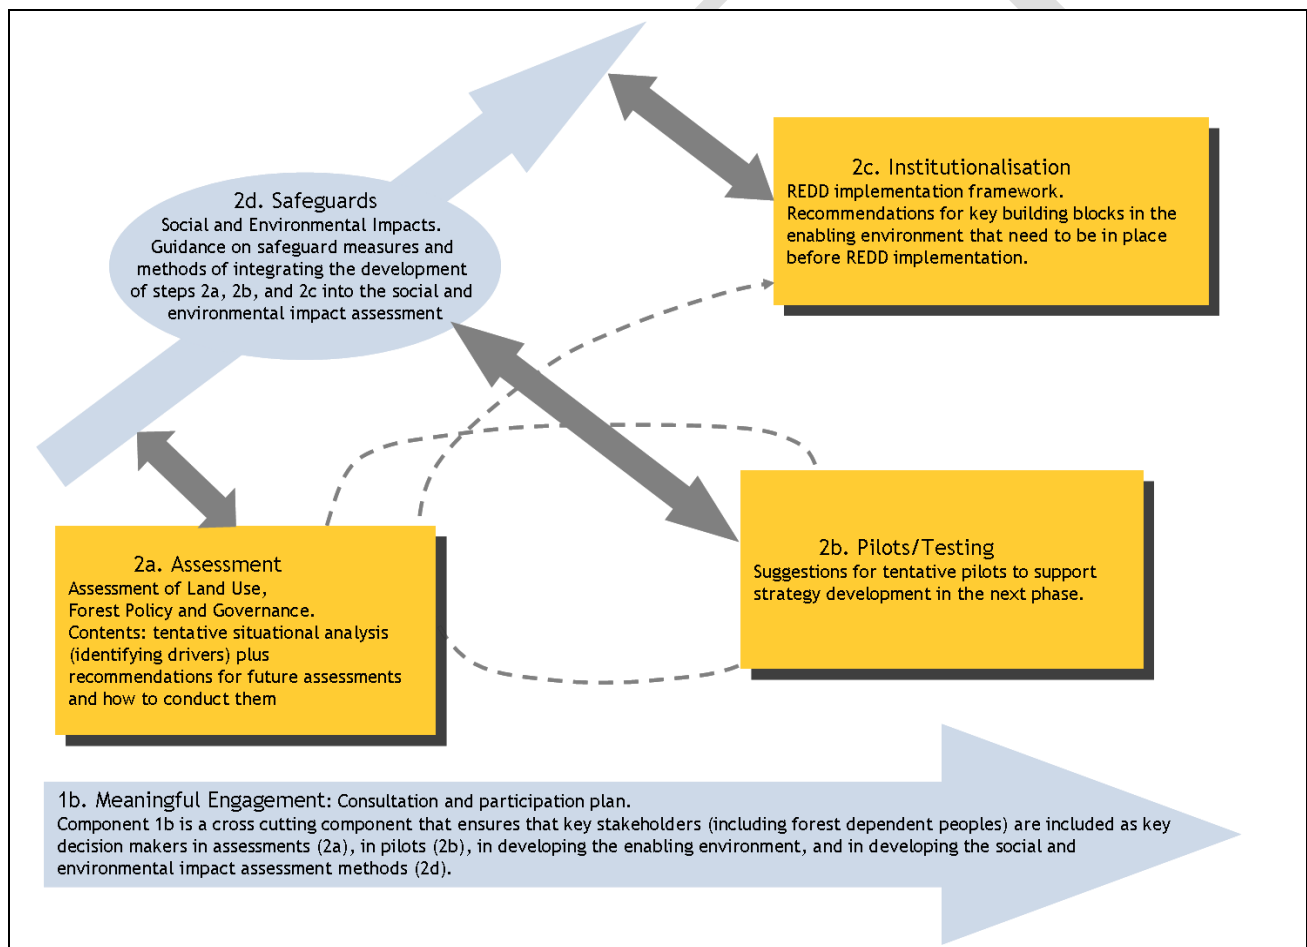 2d. Safeguards
Social and Environmental Impacts.
Guidance on safeguard measures and
methods of integrating the development
of steps 2a, 2b, and 2c into the social and
environmental impact assessment
2c. Institutionalisation
REDD implementation framework.
Recommendations for key building blocks in the
enabling environment that need to be in place
before REDD implementation.
2a. Assessment
Assessment of Land Use,
Forest Policy and Governance.
Contents: tentative situational analysis
(identifying drivers) plus
recommendations for future assessments
and how to conduct them
2b. Pilots/Testing
Suggestions for tentative pilots to support
strategy development in the next phase.
1b. Meaningful Engagement: Consultation and participation plan.
Component 1b is a cross cutting component that ensures that key stakeholders (including forest dependent peoples) are included as key
decision makers in assessments (2a), in pilots (2b), in developing the enabling environment, and in developing the social and
environmental impact assessment methods (2d).